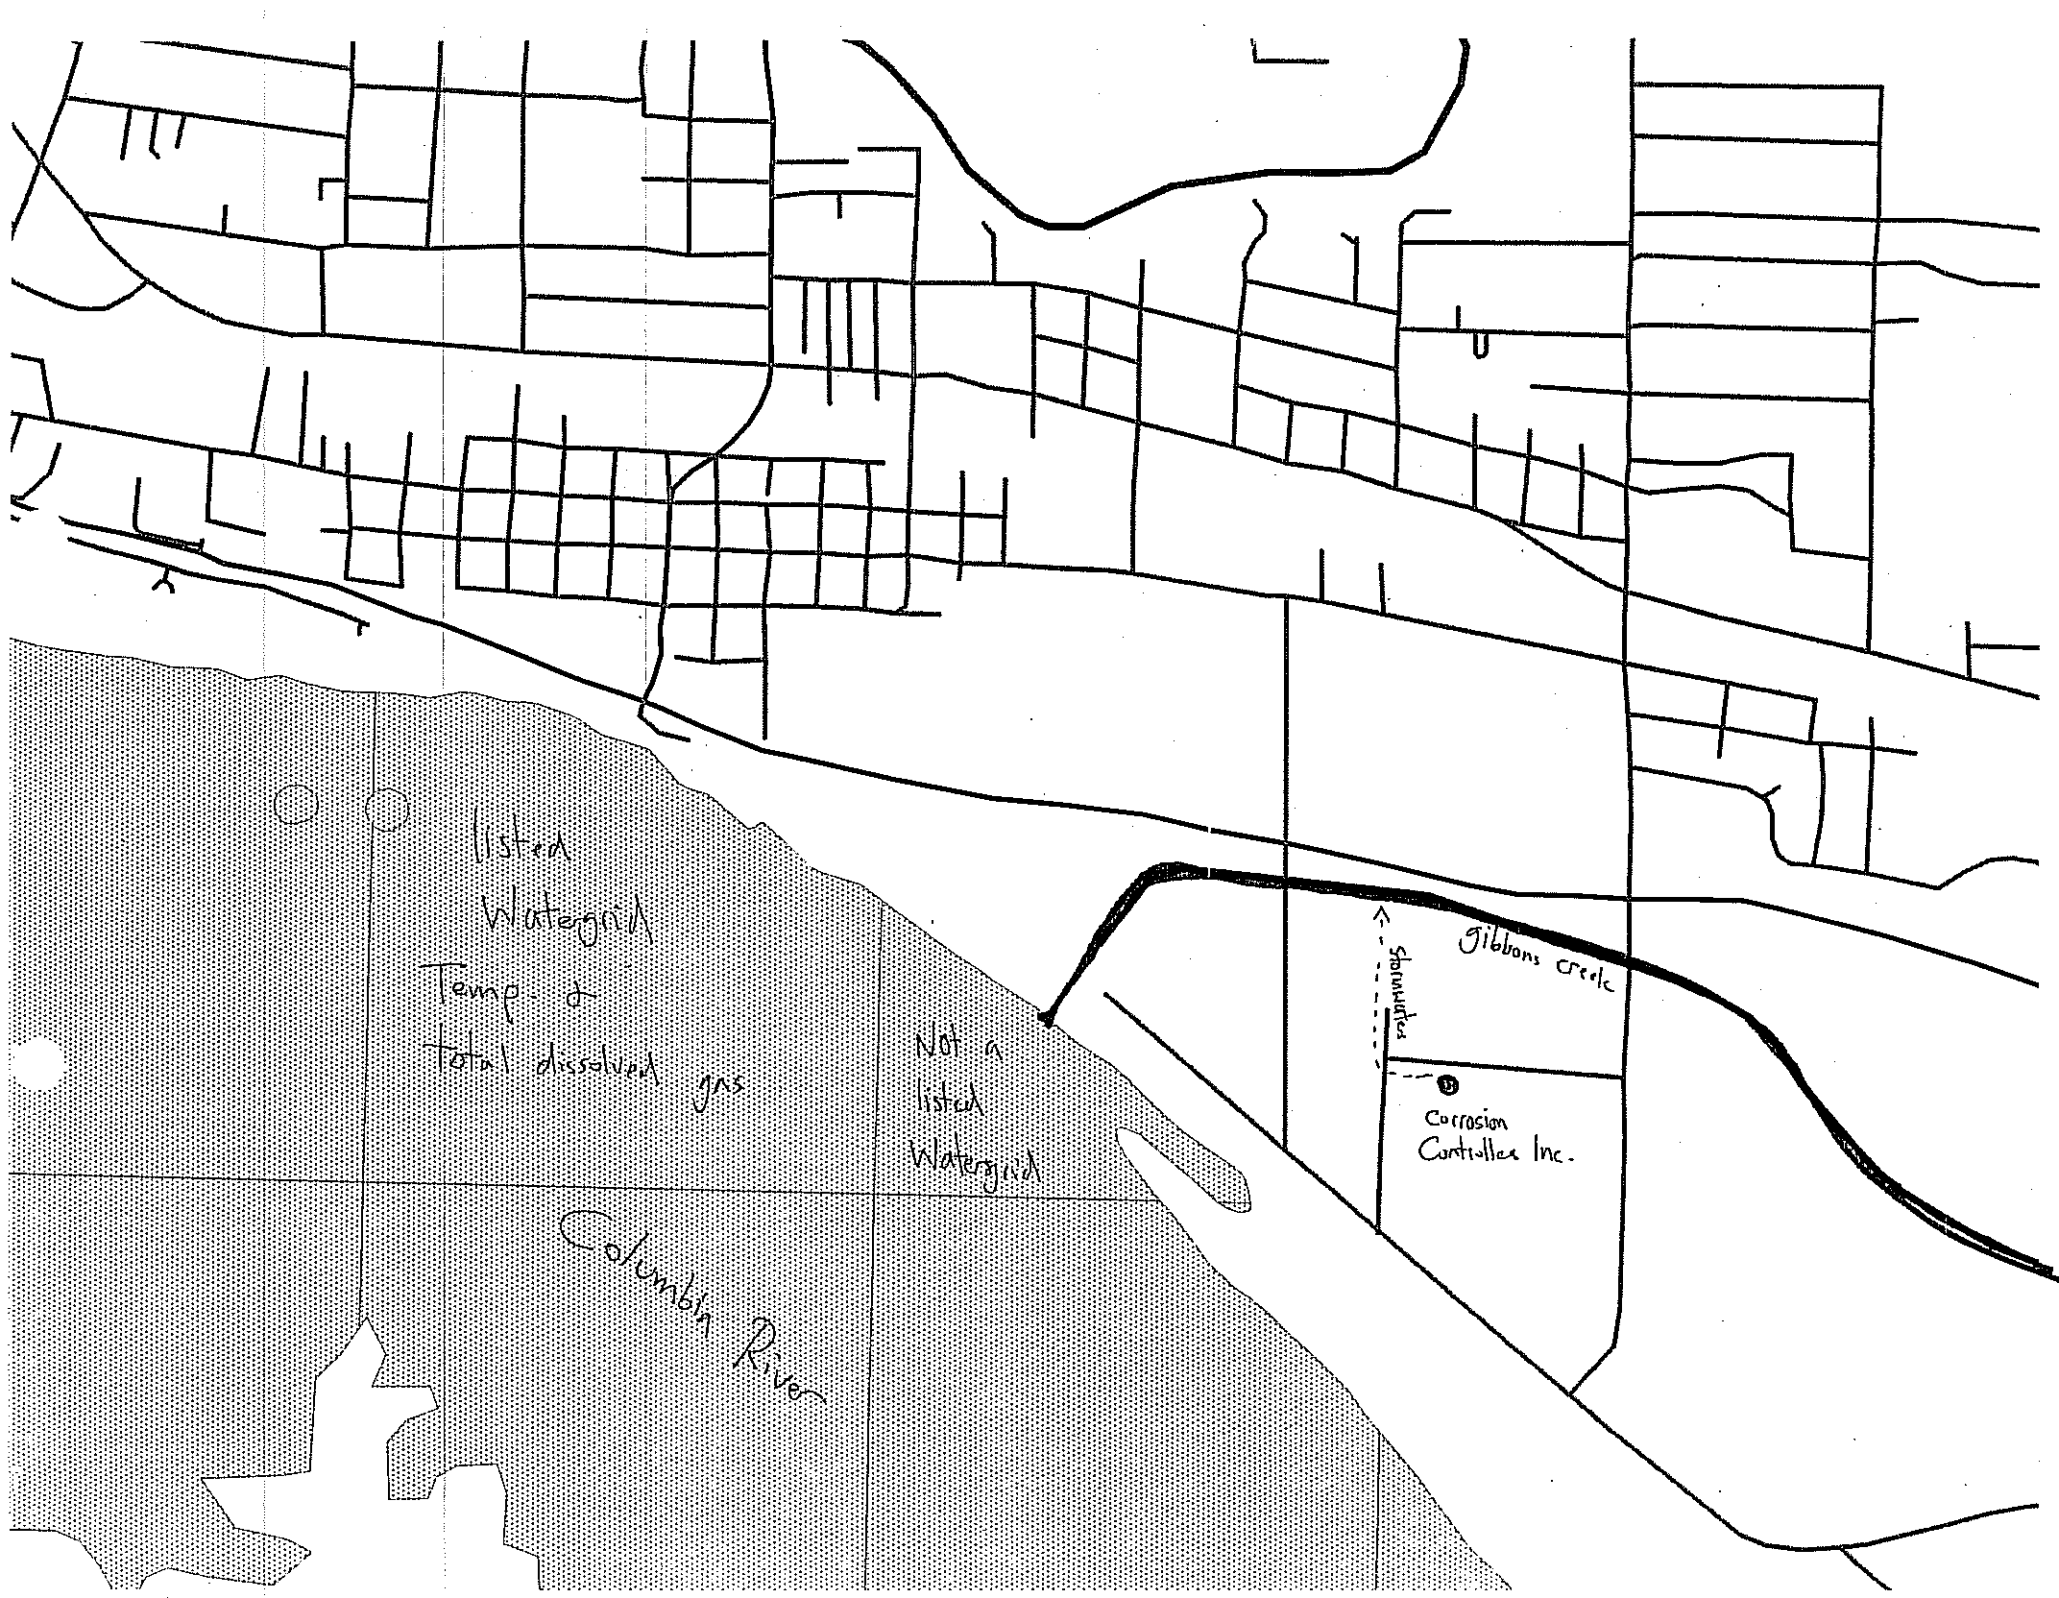 listed
Watergrid
Temp. &
Total dissolved gas
Not a
listed
Watergrid
Columbia River
gibbons creek
Stormwater
Corrosion
Controller Inc.